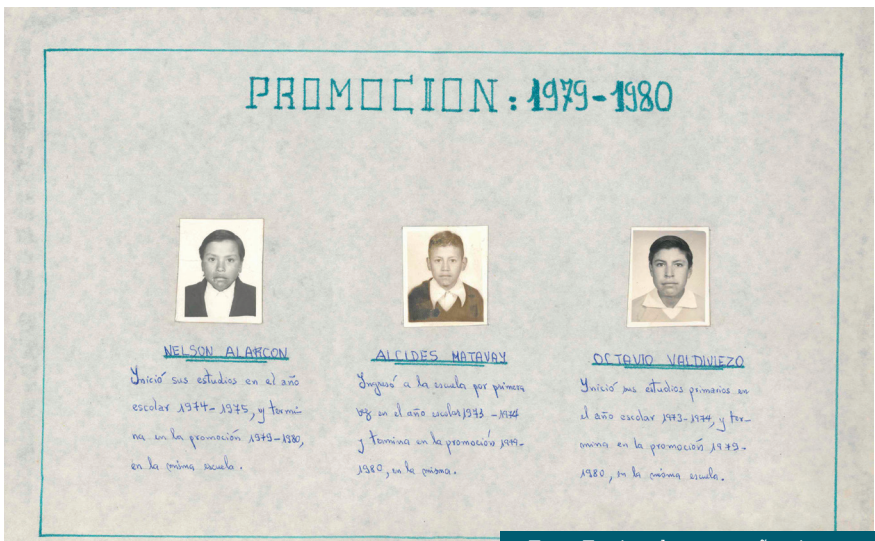 PROMOCION: 1979-1980
NELSON ALARCON
Inició sus estudios en el año
escolar 1974-1975, y termi-
na en la promoción 1979-1980,
en la mima escuela.
ALCIDES MATAVAY
Ingresó a la escuela por primera
vez en el año escolar 1973-1974
y termina en la promoción 1979-
1980, en la misma.
OCTAVIO VALDIVIEZO
Inició sus estudios primarios en
el año escolar 1973-1974, y ter-
mina en la promoción 1979-
1980, en la misma escuela.